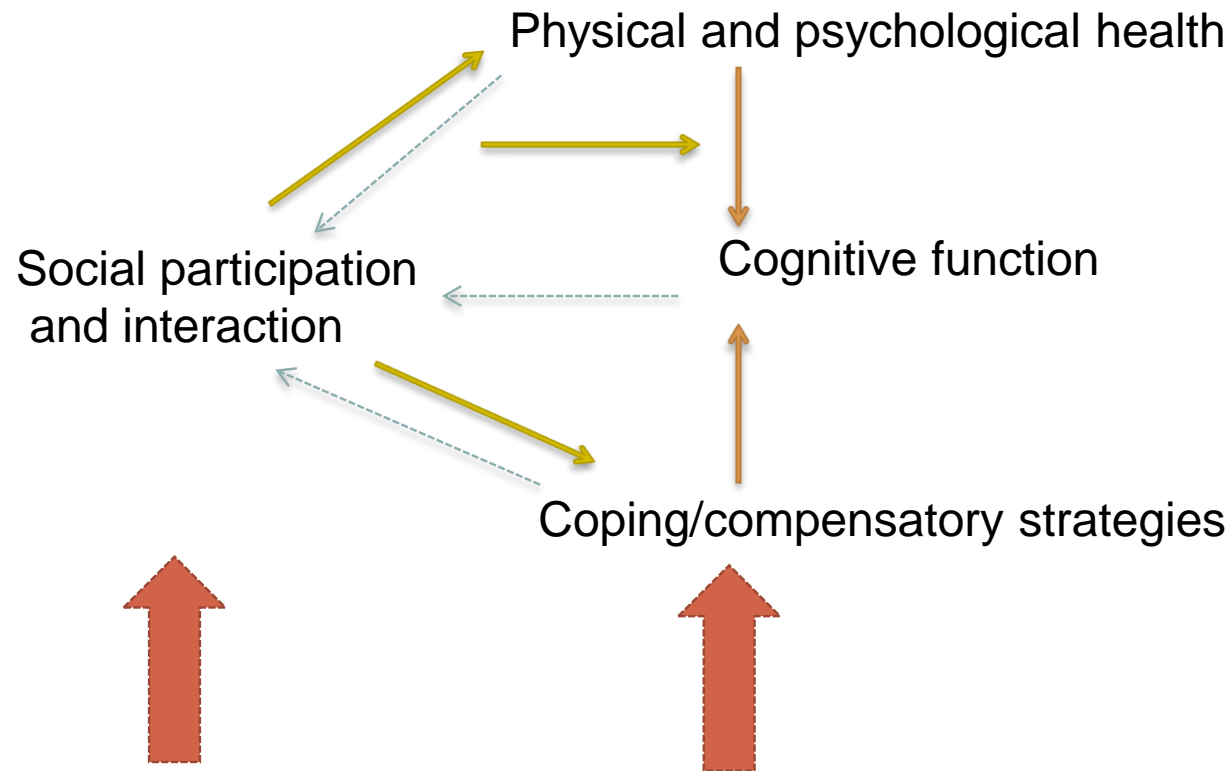 Physical and psychological health
Social participation
and interaction
Cognitive function
Coping/compensatory strategies